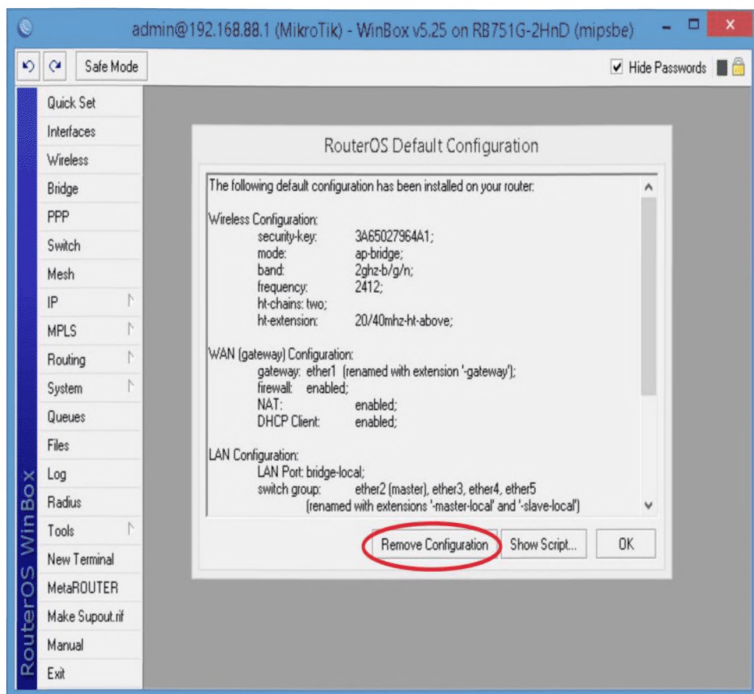 admin@192.168.88.1 (MikroTik) - WinBox v5.25 on RB751G-2HnD (mipsbe)
Safe Mode
Hide Passwords
Quick Set
Interfaces
Wireless
Bridge
PPP
Switch
Mesh
IP
MPLS
Routing
System
Queues
Files
Log
Radius
Tools
New Terminal
MetaROUTER
Make Supout.rif
Manual
Exit
RouterOS WinBox
RouterOS Default Configuration
The following default configuration has been installed on your router:
Wireless Configuration:
security-key: 3A65027964A1;
mode: ap-bridge;
band: 2ghz-b/g/n;
frequency: 2412;
ht-chains: two;
ht-extension: 20/40mhz-ht-above;
WAN (gateway) Configuration:
gateway: ether1 (renamed with extension '-gateway');
firewall: enabled;
NAT: enabled;
DHCP Client: enabled;
LAN Configuration:
LAN Port: bridge-local;
switch group: ether2 (master), ether3, ether4, ether5
(renamed with extensions '-master-local' and '-slave-local')
Remove Configuration
Show Script...
OK